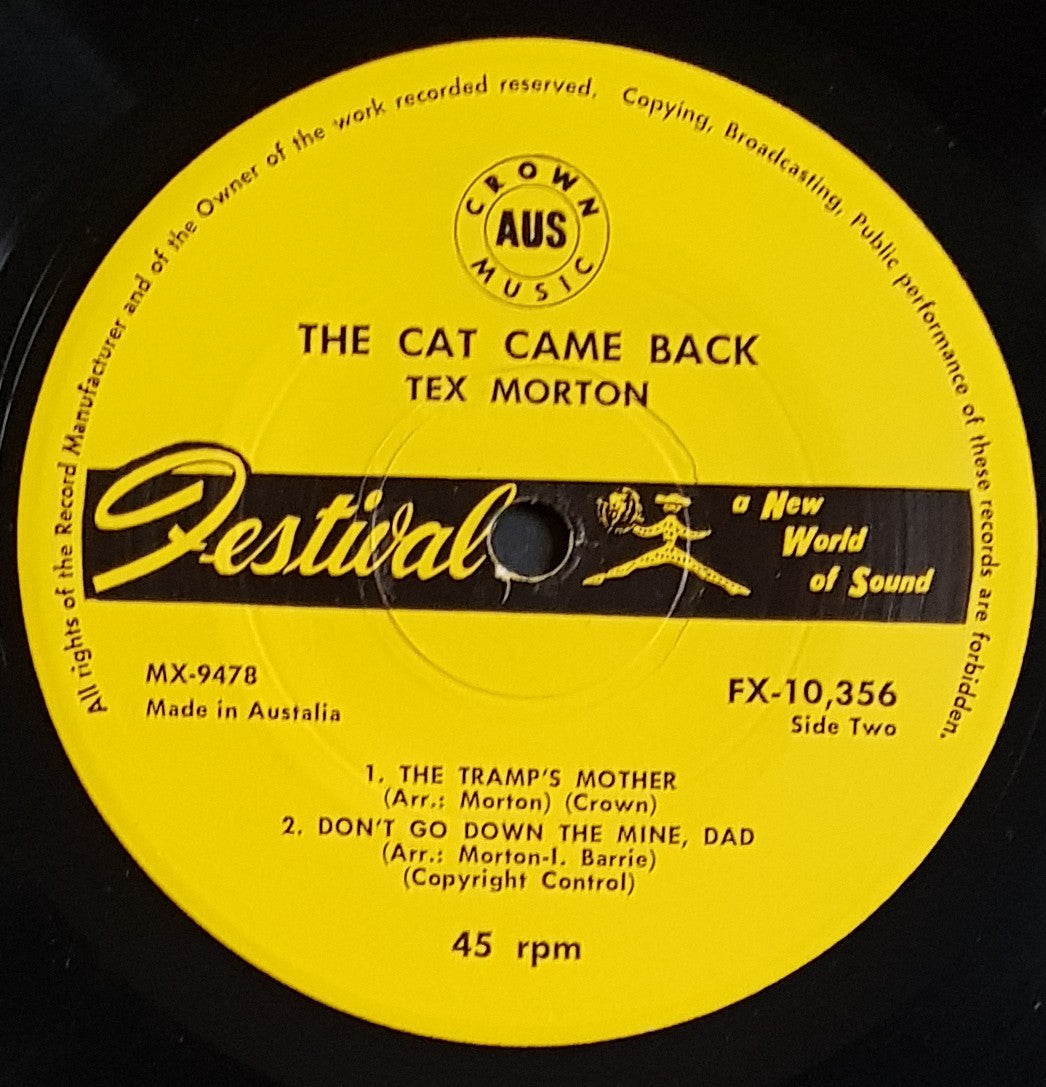 All rights of the Record Manufacturer and of the Owner of the work recorded reserved. Copying, Broadcasting, Public performance of these records are forbidden.
CROWN
AUS
MUSIC
THE CAT CAME BACK
TEX MORTON
Festival
a New
World
of Sound
MX-9478
Made in Austalia
FX-10,356
Side Two
1. THE TRAMP'S MOTHER
(Arr.: Morton) (Crown)
2. DON'T GO DOWN THE MINE, DAD
(Arr.: Morton-I. Barrie)
(Copyright Control)
45 rpm